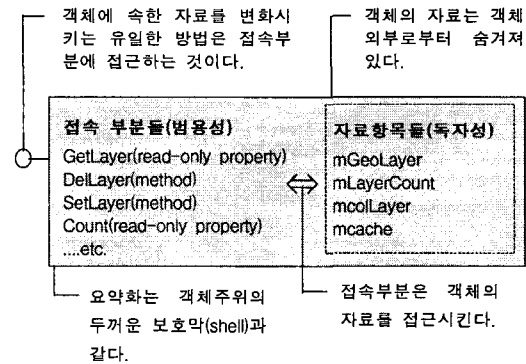 객체에 속한 자료를 변화시
키는 유일한 방법은 접속부
분에 접근하는 것이다.
객체의 자료는 객체
외부로부터 숨겨져
있다.
접속 부분들(범용성)
GetLayer(read-only property)
DelLayer(method)
SetLayer(method)
Count(read-only property)
....etc.
자료항목들(독자성)
mGeoLayer
mLayerCount
mcolLayer
mcache
요약화는 객체주위의
두꺼운 보호막(shell)과
같다.
접속부분은 객체의
자료를 접근시킨다.